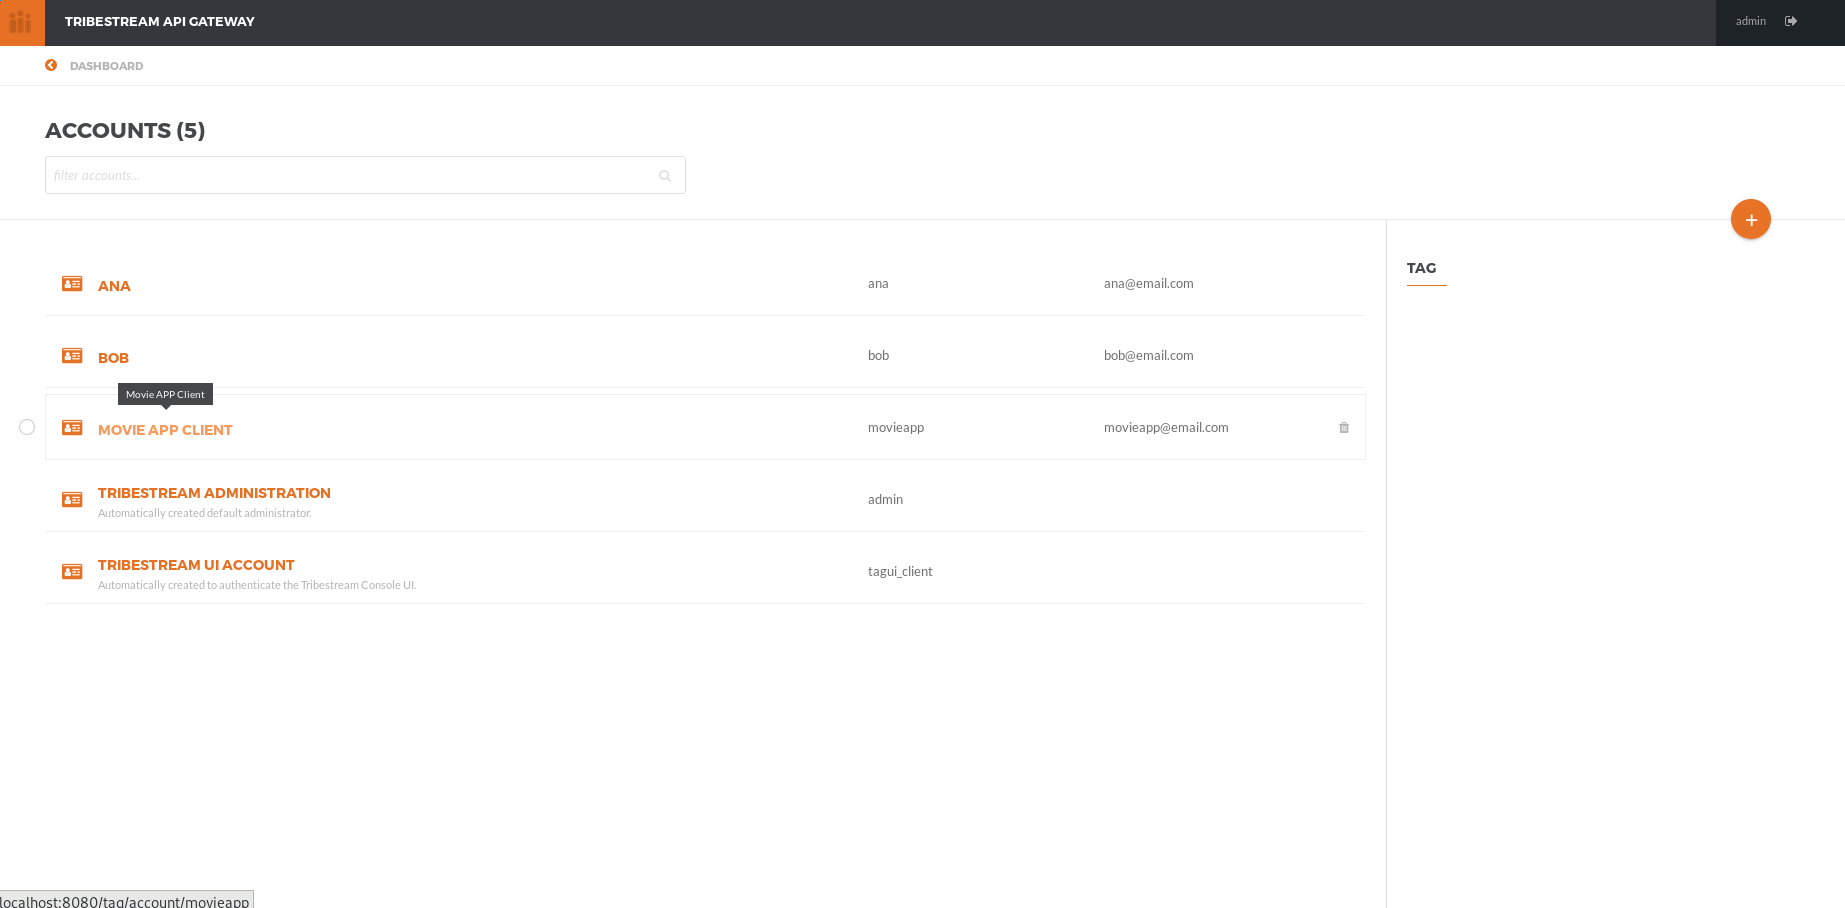 TRIBESTREAM API GATEWAY
admin
DASHBOARD
ACCOUNTS (5)
filter accounts...
+
TAG
ANA ana ana@email.com
BOB bob bob@email.com
Movie APP Client
MOVIE APP CLIENT movieapp movieapp@email.com
TRIBESTREAM ADMINISTRATION admin
Automatically created default administrator.
TRIBESTREAM UI ACCOUNT tagui_client
Automatically created to authenticate the Tribestream Console UI.
localhost:8080/tag/account/movieapp